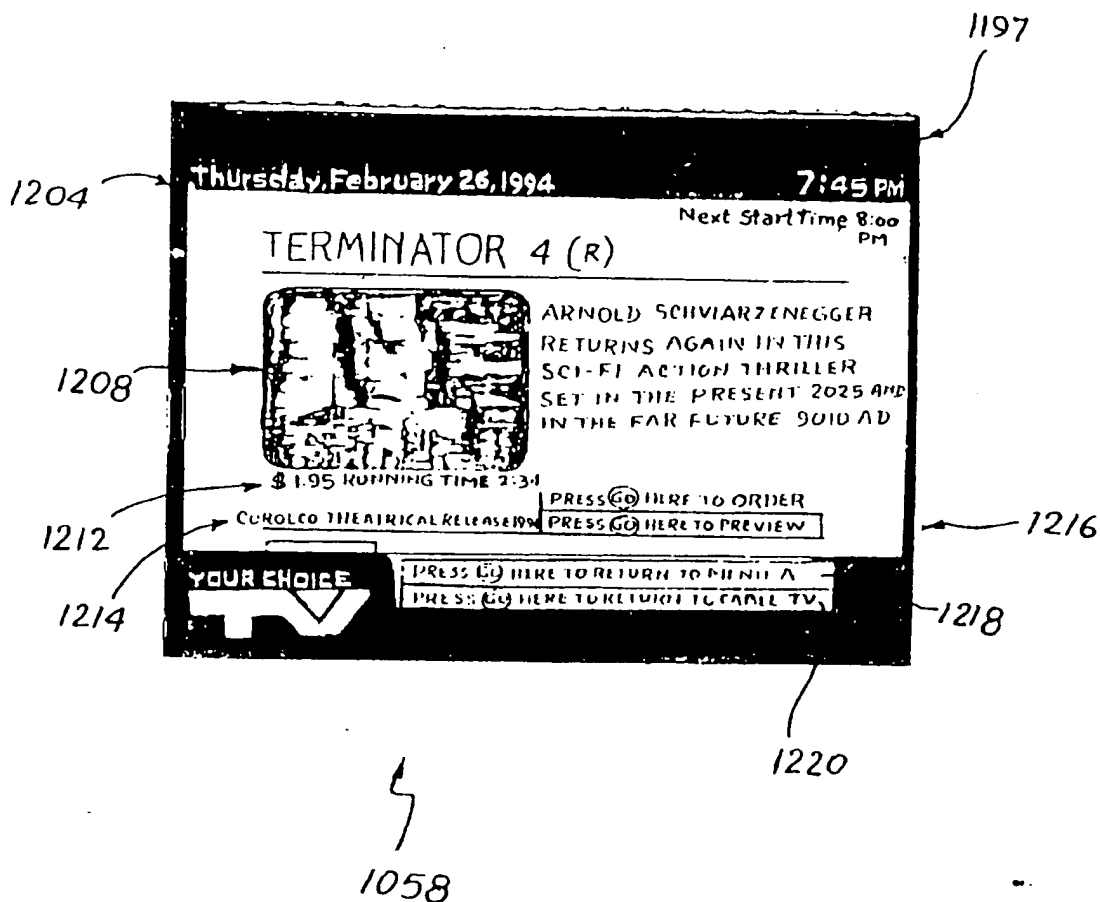 1197
1204
Thursday, February 26, 1994 7:45 PM
Next Start Time 8:00
PM
TERMINATOR 4 (R)
1208
ARNOLD SCHVIARZENEGGER
RETURNS AGAIN IN THIS
SCI-FI ACTION THRILLER
SET IN THE PRESENT 2025 AND
IN THE FAR FUTURE 9010 AD
$1.95 RUNNING TIME 2:34
PRESS GO HERE TO ORDER
1212
COROLCO THEATRICAL RELEASE
PRESS GO HERE TO PREVIEW
1216
1214
YOUR CHOICE
TV
PRESS GO HERE TO RETURN TO MENU A
PRESS GO HERE TO RETURN TO CABLE TV
1218
1220
1058